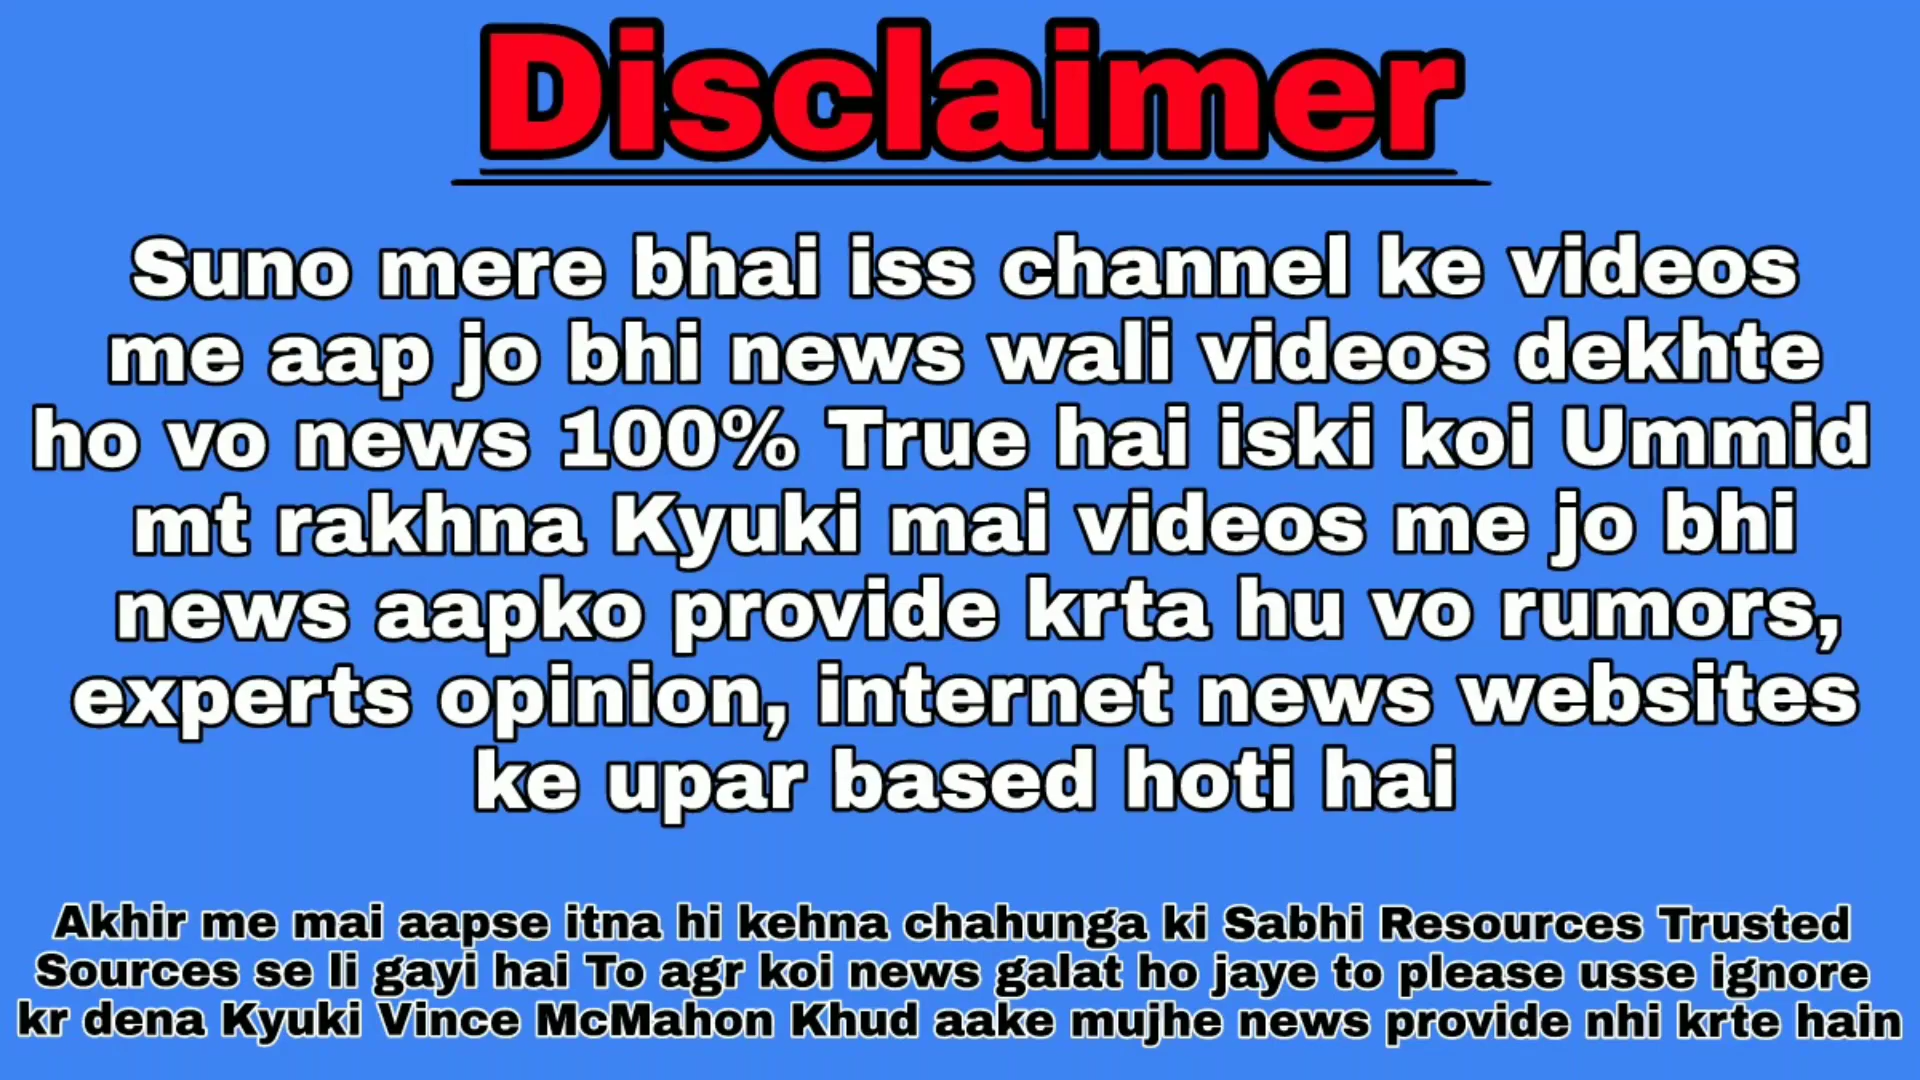 Disclaimer
Suno mere bhai iss channel ke videos
me aap jo bhi news wali videos dekhte
ho vo news 100% True hai iski koi Ummid
mt rakhna Kyuki mai videos me jo bhi
news aapko provide krta hu vo rumors,
experts opinion, internet news websites
ke upar based hoti hai
Akhir me mai aapse itna hi kehna chahunga ki Sabhi Resources Trusted
Sources se li gayi hai To agr koi news galat ho jaye to please usse ignore
kr dena Kyuki Vince McMahon Khud aake mujhe news provide nhi krte hain